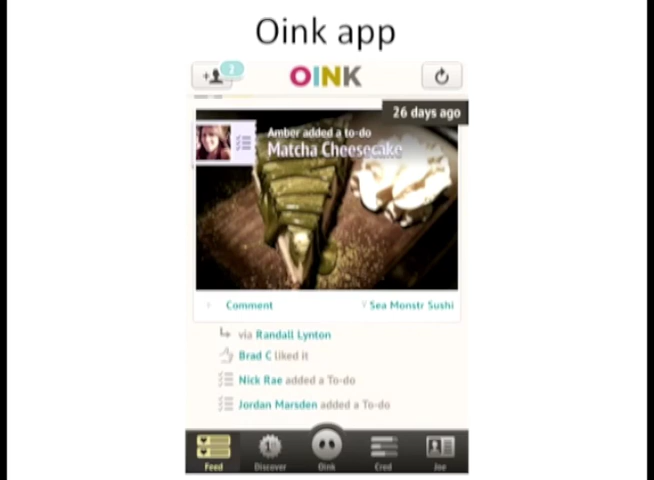 Oink app
OINK
26 days ago
Amber added a to-do
Matcha Cheesecake
Comment
Sea Monstr Sushi
via Randall Lynton
Brad C liked it
Nick Rae added a To-do
Jordan Marsden added a To-do
Feed
Discover
Oink
Cred
Joe